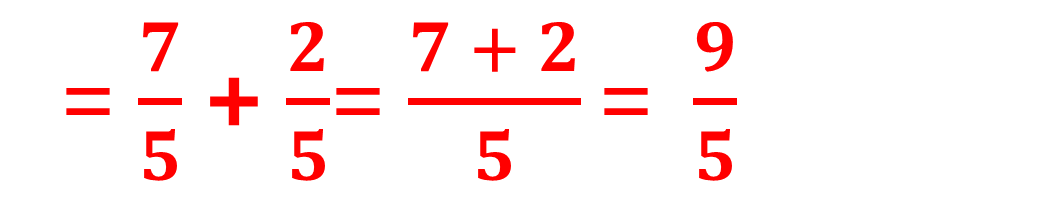 = 7/5 + 2/5 = (7 + 2)/5 = 9/5